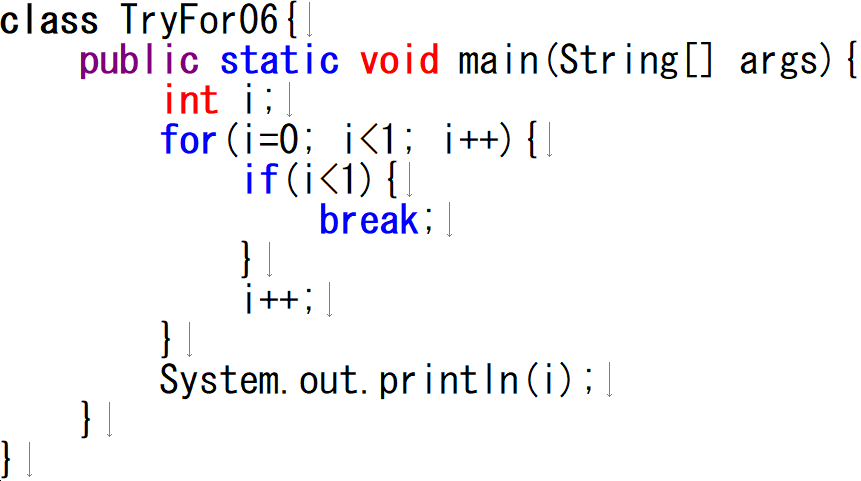 class TryFor06{↓
    public static void main(String[] args){
        int i;↓
        for(i=0; i<1; i++){↓
            if(i<1){↓
                break;↓
            }↓
            i++;↓
        }↓
        System.out.println(i);↓
    }↓
}↓